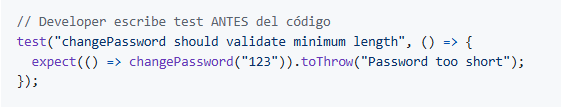 // Developer escribe test ANTES del código
test("changePassword should validate minimum length", () => {
  expect(() => changePassword("123")).toThrow("Password too short");
});